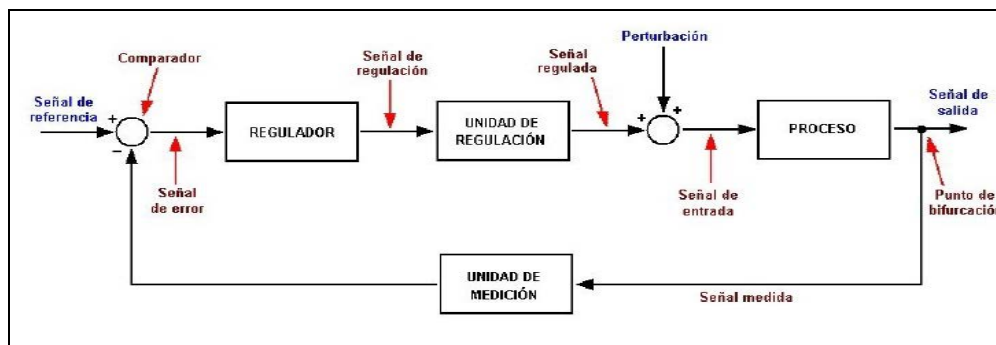 Perturbación
Comparador
Señal de
regulación
Señal
regulada
Señal de
referencia
Señal de
salida
+
−
REGULADOR
UNIDAD DE
REGULACIÓN
+
+
PROCESO
Señal
de error
Señal de
entrada
Punto de
bifurcación
UNIDAD DE
MEDICIÓN
Señal medida